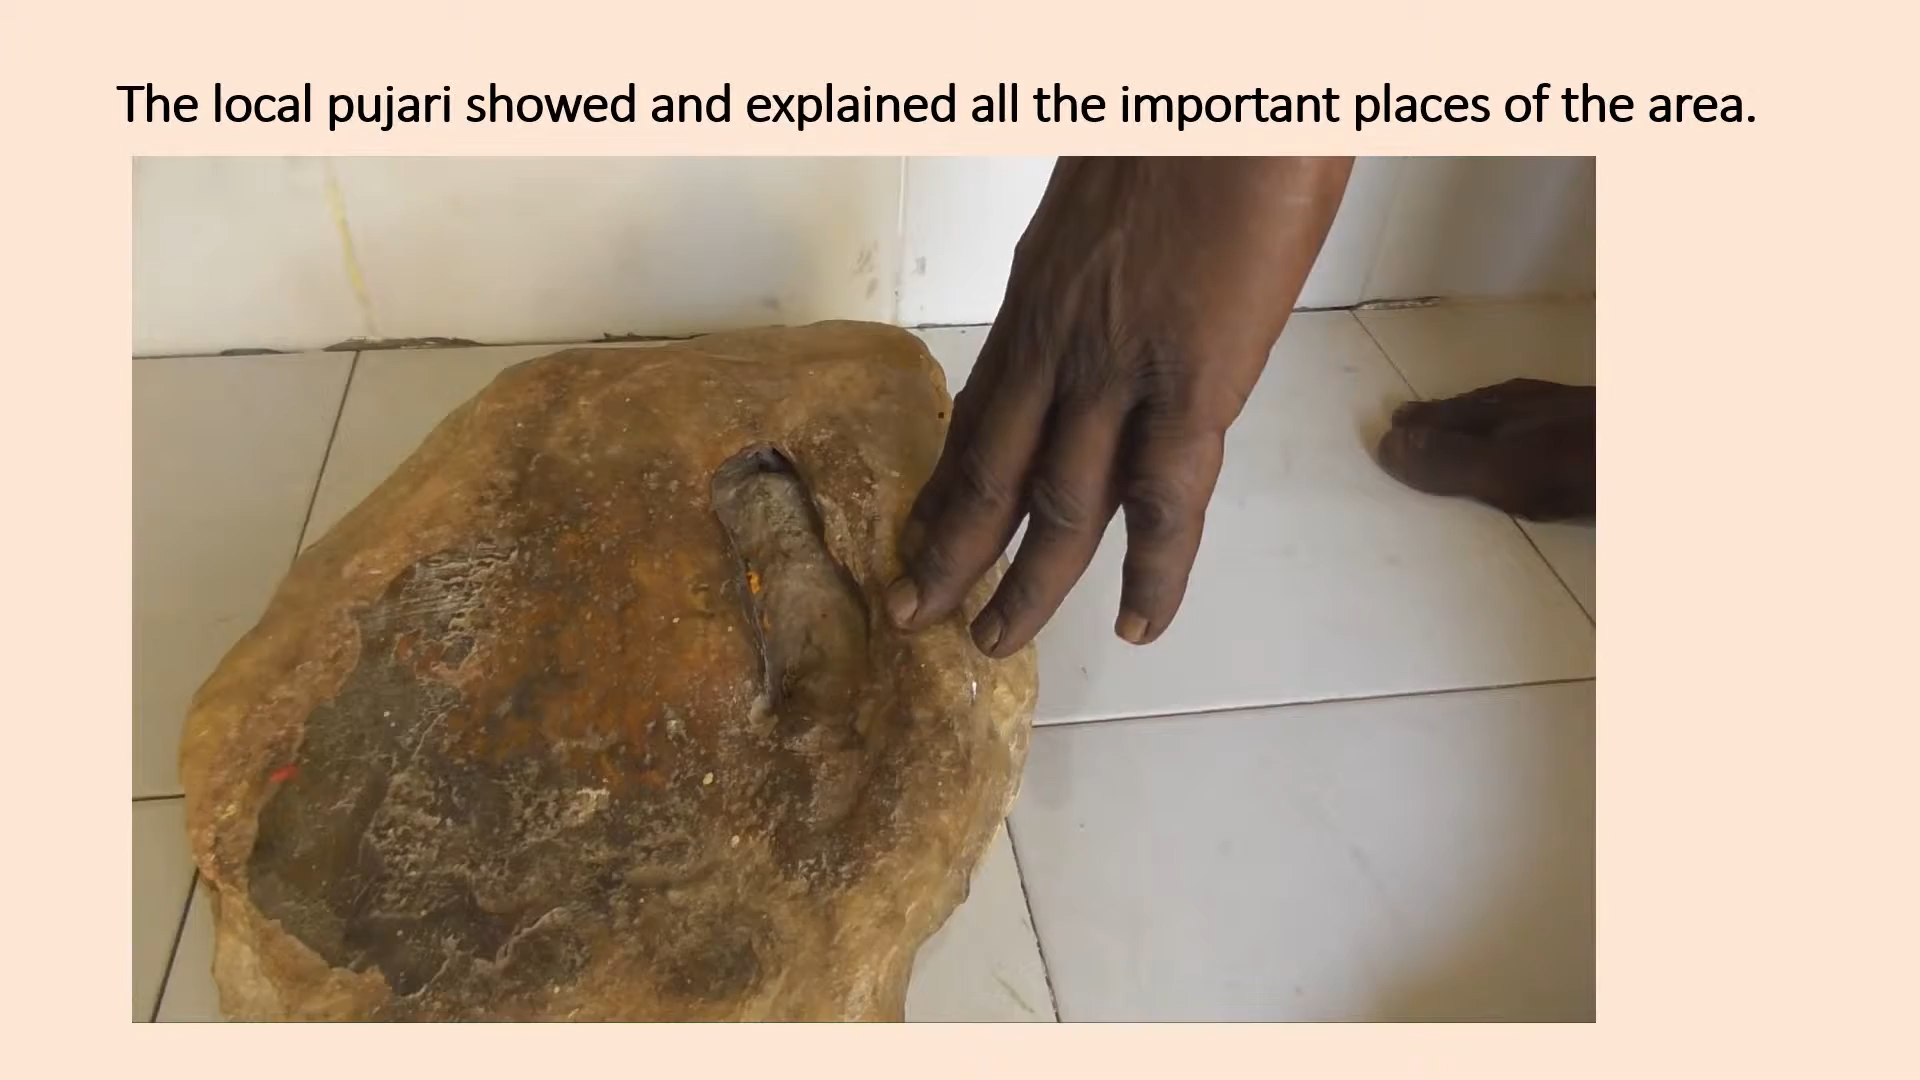 The local pujari showed and explained all the important places of the area.